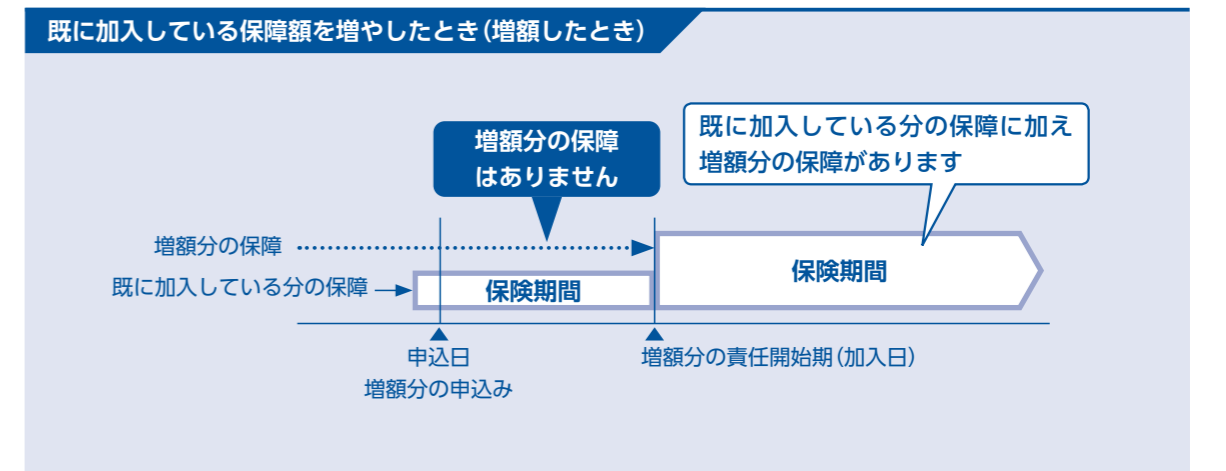 既に加入している保障額を増やしたとき(増額したとき)
増額分の保障
はありません
既に加入している分の保障に加え
増額分の保障があります
増額分の保障
既に加入している分の保障
保険期間
保険期間
申込日
増額分の申込み
増額分の責任開始期(加入日)